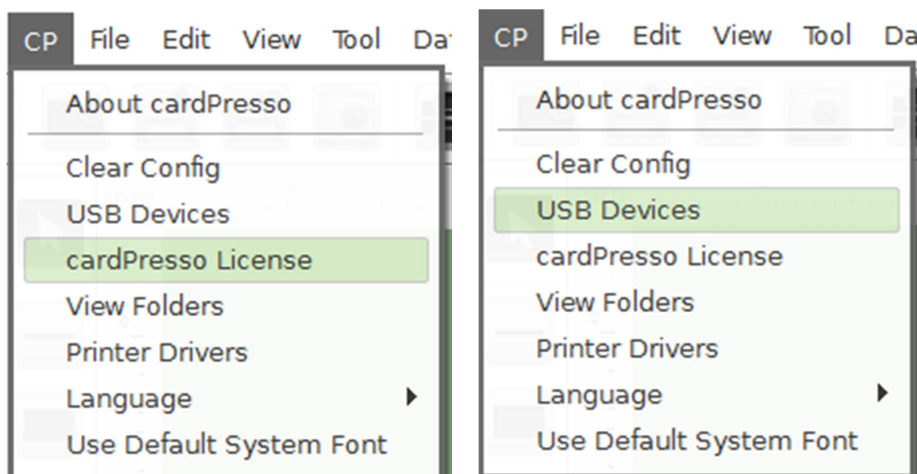 CP File Edit View Tool Da
About cardPresso
Clear Config
USB Devices
cardPresso License
View Folders
Printer Drivers
Language
Use Default System Font
CP File Edit View Tool Da
About cardPresso
Clear Config
USB Devices
cardPresso License
View Folders
Printer Drivers
Language
Use Default System Font